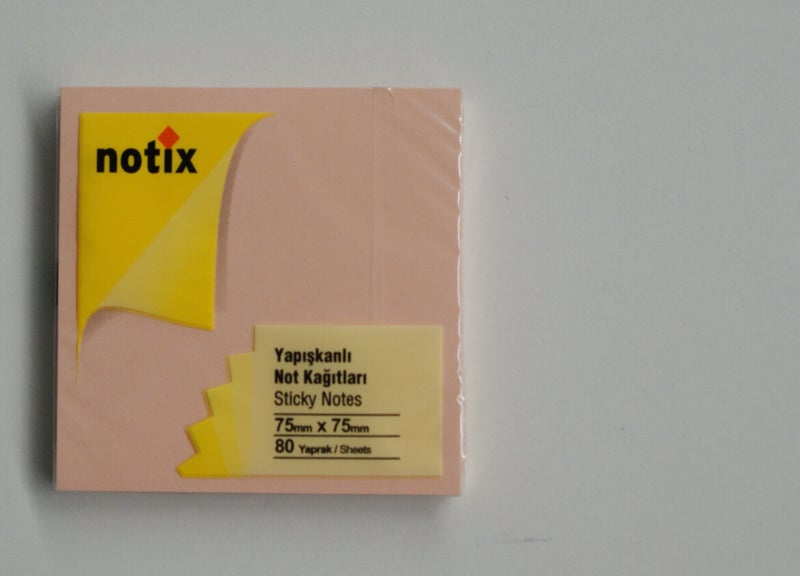 notix
Yapışkanlı
Not Kağıtları
Sticky Notes
75mm x 75mm
80 Yaprak / Sheets